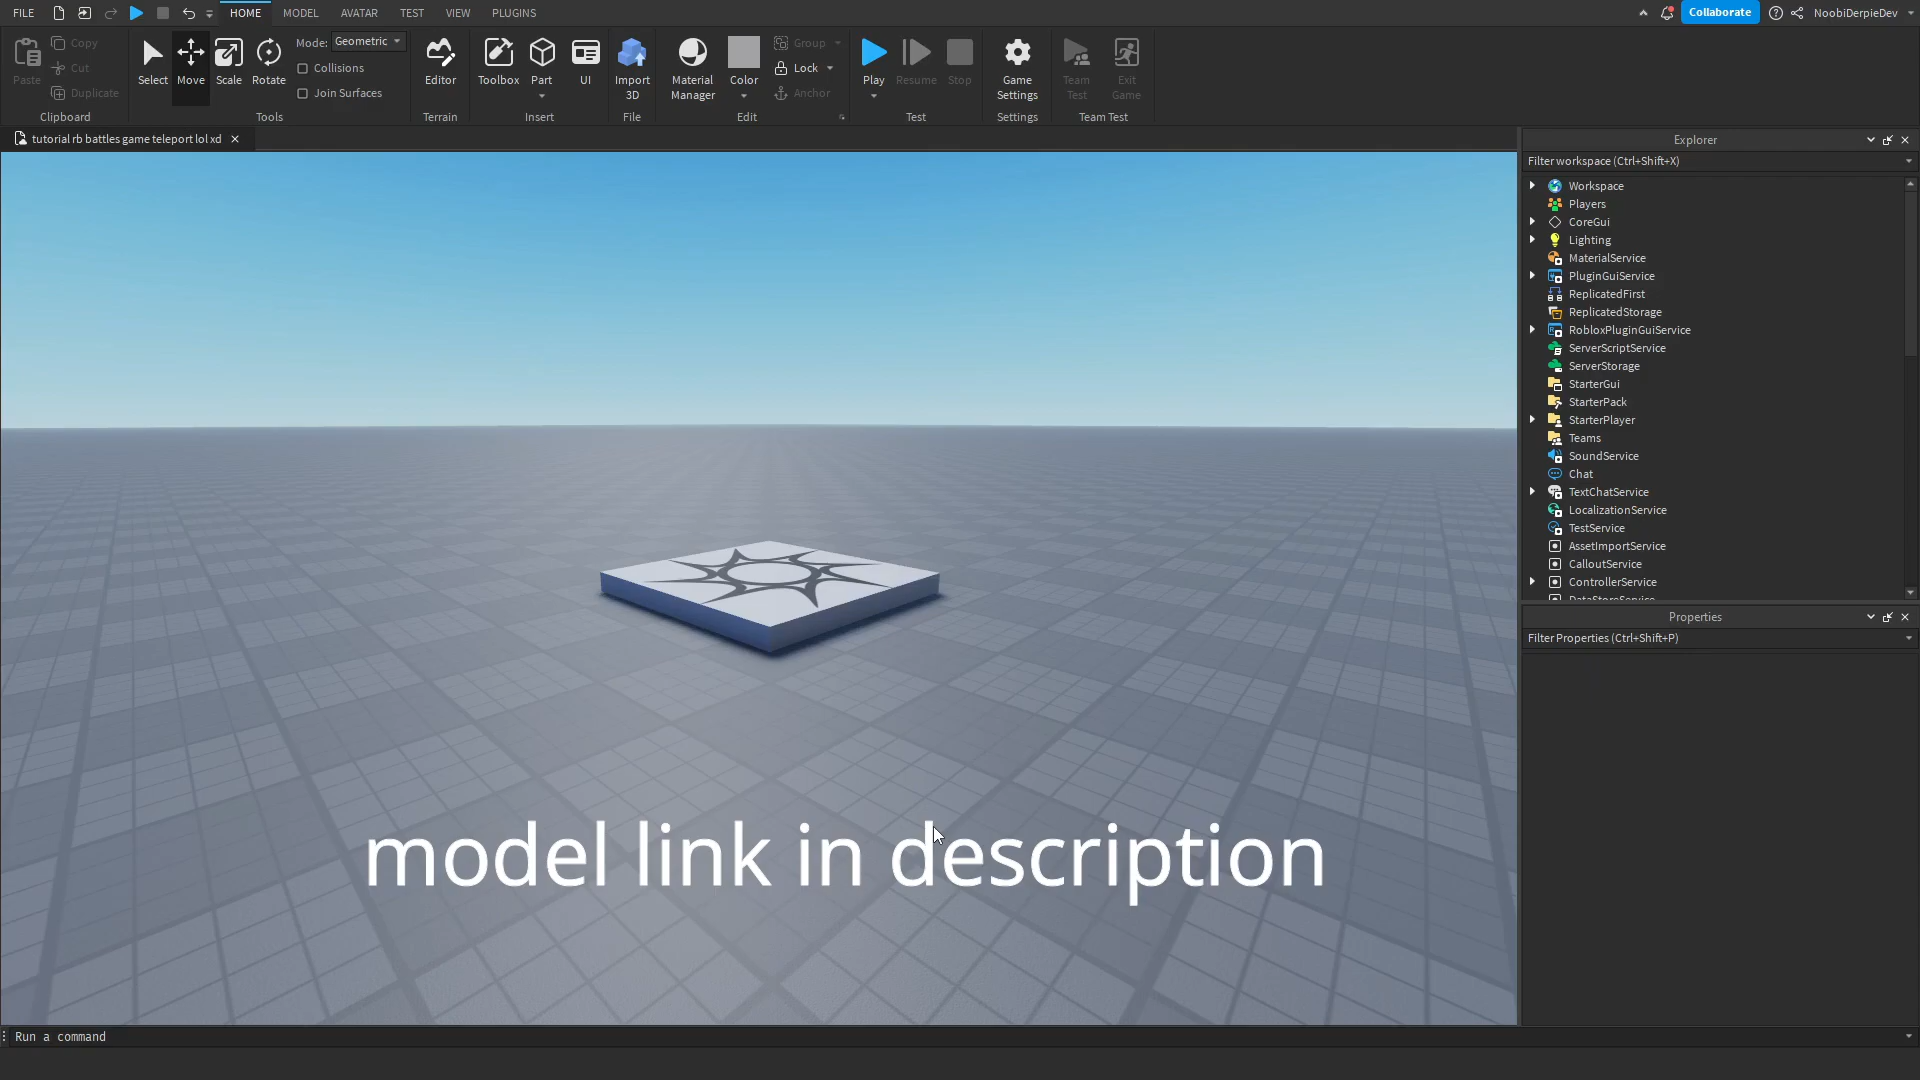 FILE
HOME
MODEL
AVATAR
TEST
VIEW
PLUGINS
Collaborate
NoobiDerpieDev
Paste
Copy
Cut
Duplicate
Clipboard
Select
Move
Scale
Rotate
Mode: Geometric
Collisions
Join Surfaces
Tools
Editor
Terrain
Toolbox
Part
UI
Insert
Import
3D
File
Material
Manager
Color
Group
Lock
Anchor
Edit
Play
Resume
Stop
Test
Game
Settings
Settings
Team
Test
Exit
Game
Team Test
tutorial rb battles game teleport lol xd
model link in description
Explorer
Filter workspace (Ctrl+Shift+X)
Workspace
Players
CoreGui
Lighting
MaterialService
PluginGuiService
ReplicatedFirst
ReplicatedStorage
RobloxPluginGuiService
ServerScriptService
ServerStorage
StarterGui
StarterPack
StarterPlayer
Teams
SoundService
Chat
TextChatService
LocalizationService
TestService
AssetImportService
CalloutService
ControllerService
DataStoreService
Properties
Filter Properties (Ctrl+Shift+P)
Run a command